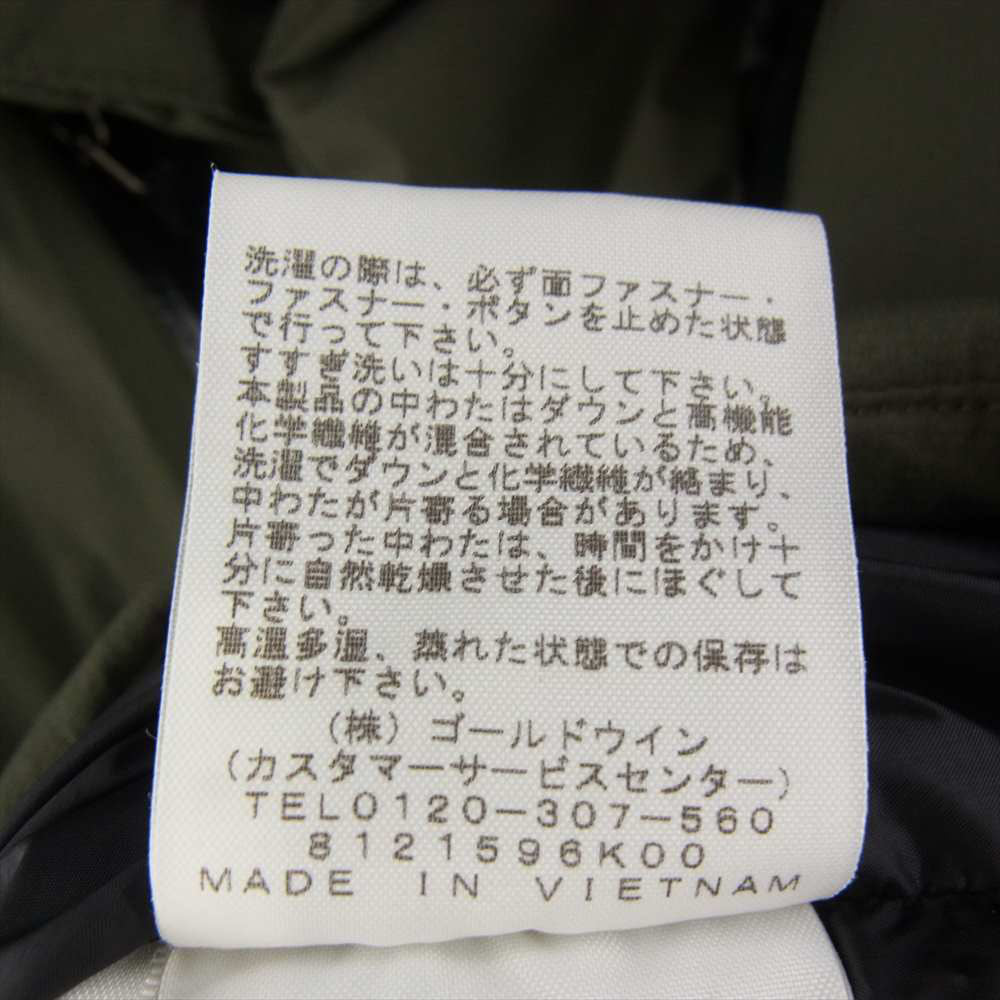 洗濯の際は、必ず面ファスナー・
ファスナー・ボタンを止めた状態
で行って下さい。
すすぎ洗いは十分にして下さい。
本製品の中わたはダウンと高機能
化学繊維が混合されているため、
洗濯でダウンと化学繊維が絡まり、
中わたが片寄る場合があります。
片寄った中わたは、時間をかけ十
分に自然乾燥させた後にほぐして
下さい。
高温多湿、蒸れた状態での保存は
お避け下さい。
(株)ゴールドウイン
(カスタマーサービスセンター)
TEL0120-307-560
8121596K00
MADE IN VIETNAM